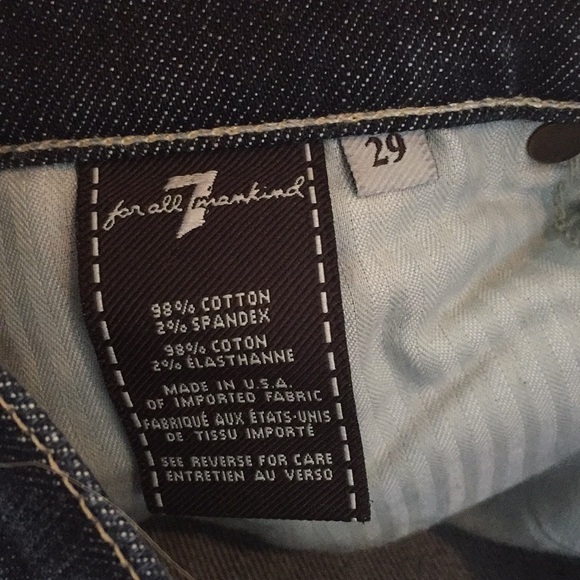 for all 7 mankind
29
98% COTTON
2% SPANDEX
98% COTON
2% ÉLASTHANNE
MADE IN U.S.A.
OF IMPORTED FABRIC
FABRIQUÉ AUX ÉTATS-UNIS
DE TISSU IMPORTÉ
SEE REVERSE FOR CARE
ENTRETIEN AU VERSO